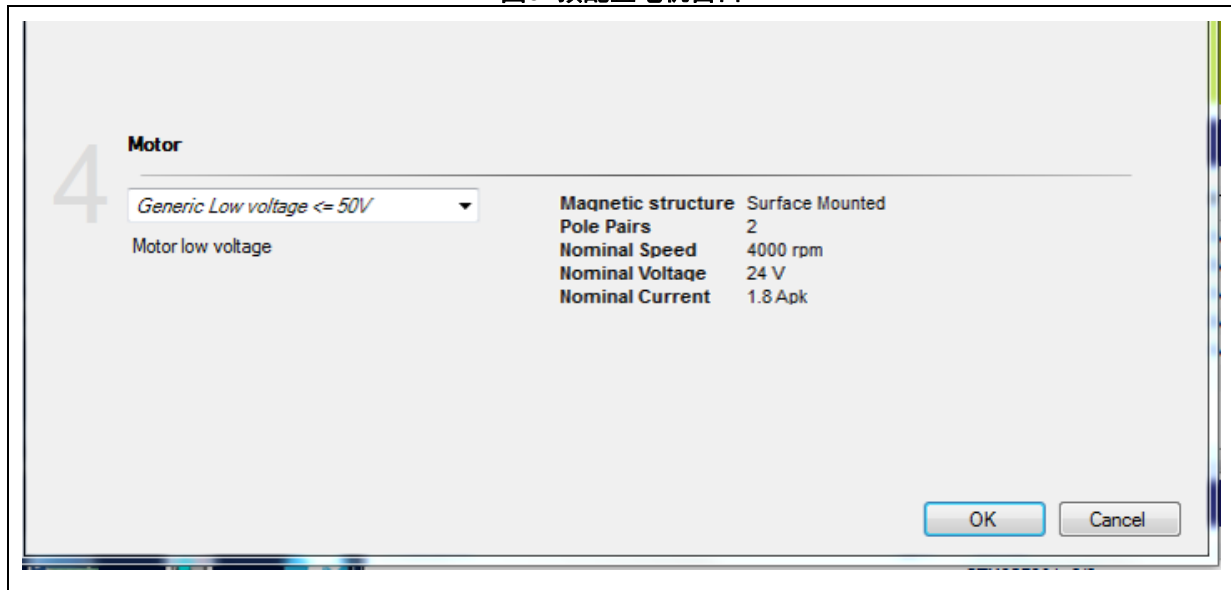 4
Motor
Generic Low voltage <= 50V
Motor low voltage
Magnetic structure Surface Mounted
Pole Pairs 2
Nominal Speed 4000 rpm
Nominal Voltage 24 V
Nominal Current 1.8 Apk
OK Cancel